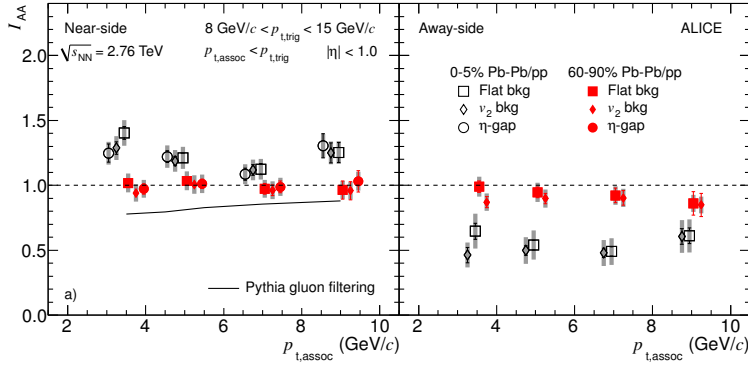 I_AA
Near-side
8 GeV/c < p_t,trig < 15 GeV/c
√s_NN = 2.76 TeV
p_t,assoc < p_t,trig
|η| < 1.0
Away-side
ALICE
0-5% Pb-Pb/pp
60-90% Pb-Pb/pp
Flat bkg
Flat bkg
v_2 bkg
v_2 bkg
η-gap
η-gap
2.0
1.5
1.0
0.5
0.0
a)
Pythia gluon filtering
2 4 6 8 10
2 4 6 8 10
p_t,assoc (GeV/c)
p_t,assoc (GeV/c)